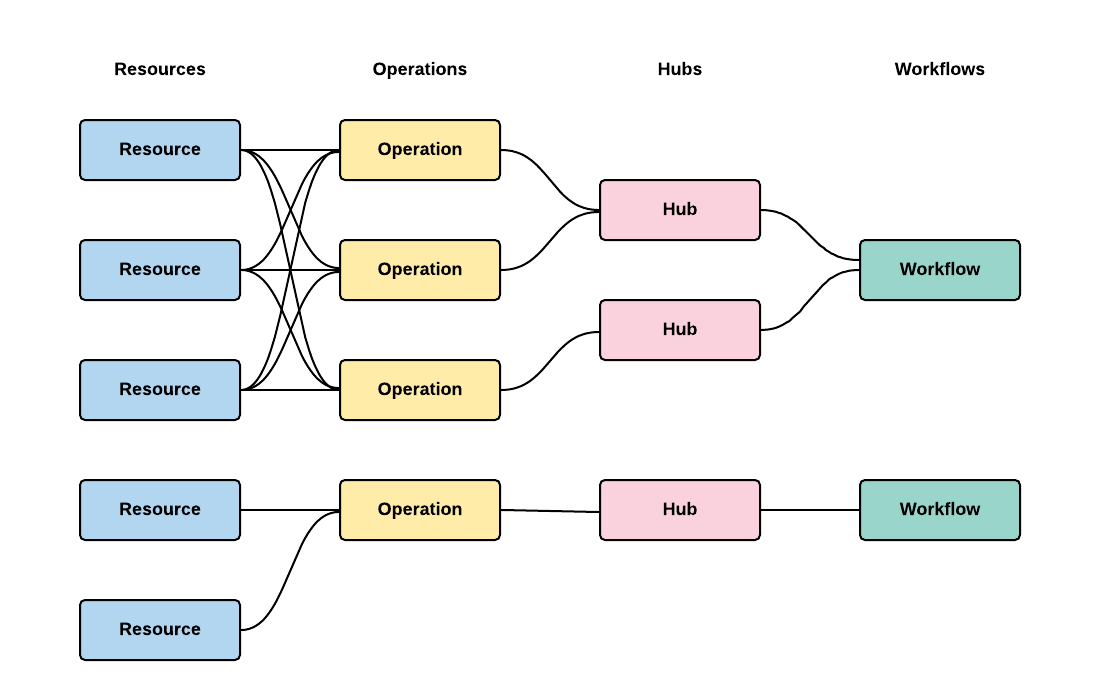 Resources
Operations
Hubs
Workflows
Resource
Operation
Hub
Resource
Operation
Workflow
Hub
Resource
Operation
Resource
Operation
Hub
Workflow
Resource